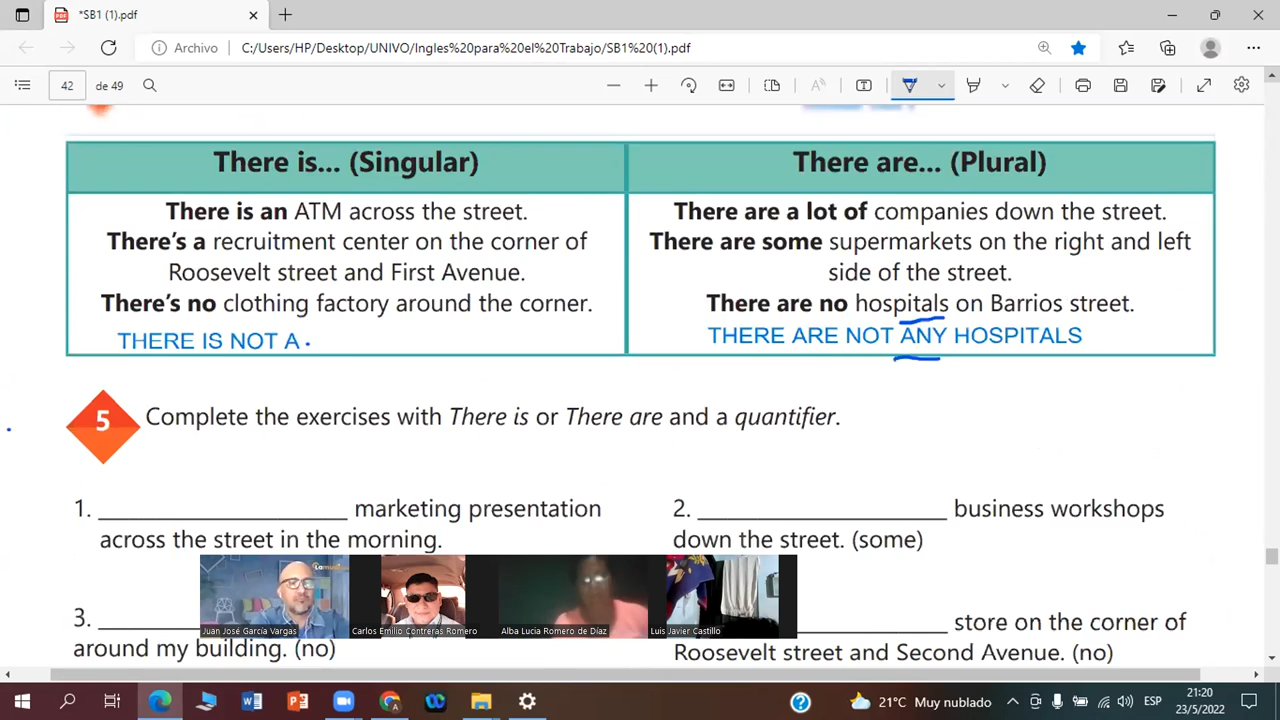 *SB1 (1).pdf
Archivo
C:/Users/HP/Desktop/UNIVO/Ingles%20para%20el%20Trabajo/SB1%20(1).pdf
42 de 49
There is... (Singular)
There is an ATM across the street.
There's a recruitment center on the corner of
Roosevelt street and First Avenue.
There's no clothing factory around the corner.
THERE IS NOT A
There are... (Plural)
There are a lot of companies down the street.
There are some supermarkets on the right and left
side of the street.
There are no hospitals on Barrios street.
THERE ARE NOT ANY HOSPITALS
5 Complete the exercises with There is or There are and a quantifier.
1. ______________________ marketing presentation
across the street in the morning.
2. ______________________ business workshops
down the street. (some)
3. _________
around my building. (no)
_____________ store on the corner of
Roosevelt street and Second Avenue. (no)
Juan José García Vargas
Carlos Emilio Contreras Romero
Alba Lucia Romero de Díaz
Luis Javier Castillo
21°C Muy nublado
ESP
21:20
23/5/2022